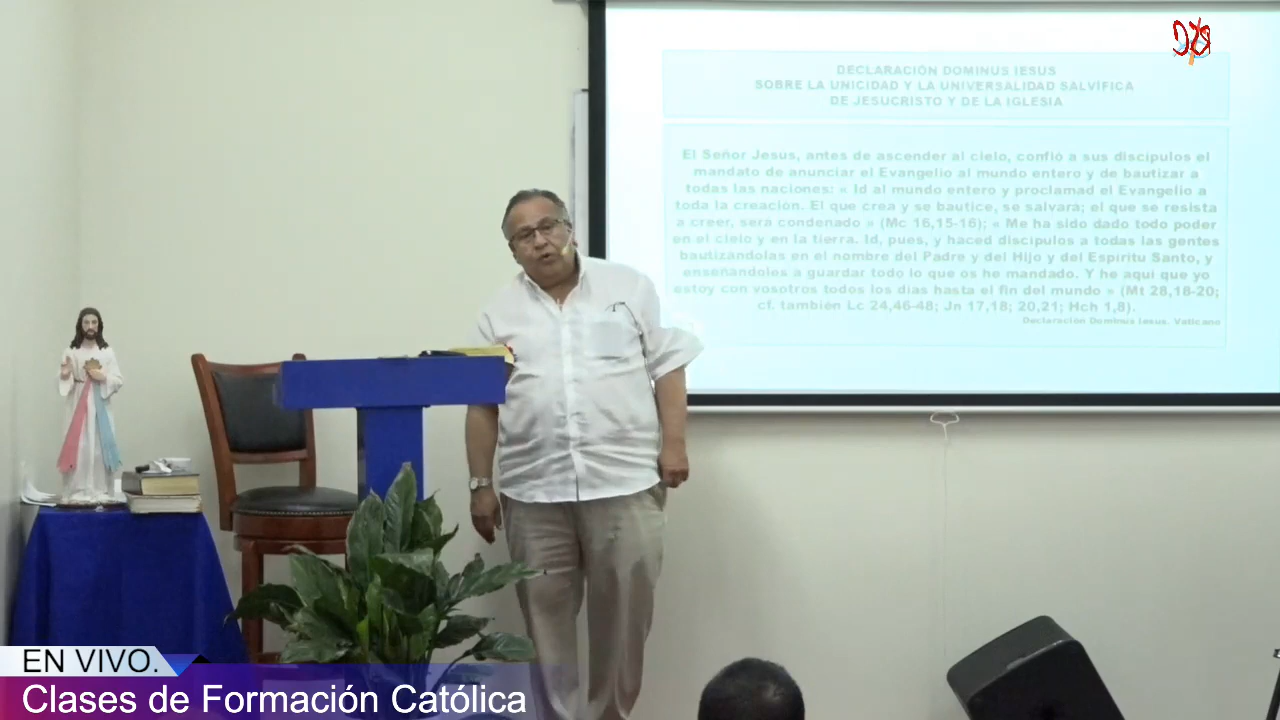 DECLARACIÓN DOMINUS IESUS
SOBRE LA UNICIDAD Y LA UNIVERSALIDAD SALVÍFICA
DE JESUCRISTO Y DE LA IGLESIA
El Señor Jesús, antes de ascender al cielo, confió a sus discípulos el
mandato de anunciar el Evangelio al mundo entero y de bautizar a
todas las naciones: « Id al mundo entero y proclamad el Evangelio a
toda la creación. El que crea y se bautice, se salvará; el que se resista
a creer, será condenado » (Mc 16,15-16); « Me ha sido dado todo poder
en el cielo y en la tierra. Id, pues, y haced discípulos a todas las gentes
bautizándolas en el nombre del Padre y del Hijo y del Espíritu Santo, y
enseñándoles a guardar todo lo que os he mandado. Y he aquí que yo
estoy con vosotros todos los días hasta el fin del mundo » (Mt 28,18-20;
cf. también Lc 24,46-48; Jn 17,18; 20,21; Hch 1,8).
Declaración Dominus Iesus. Vaticano
EN VIVO.
Clases de Formación Católica